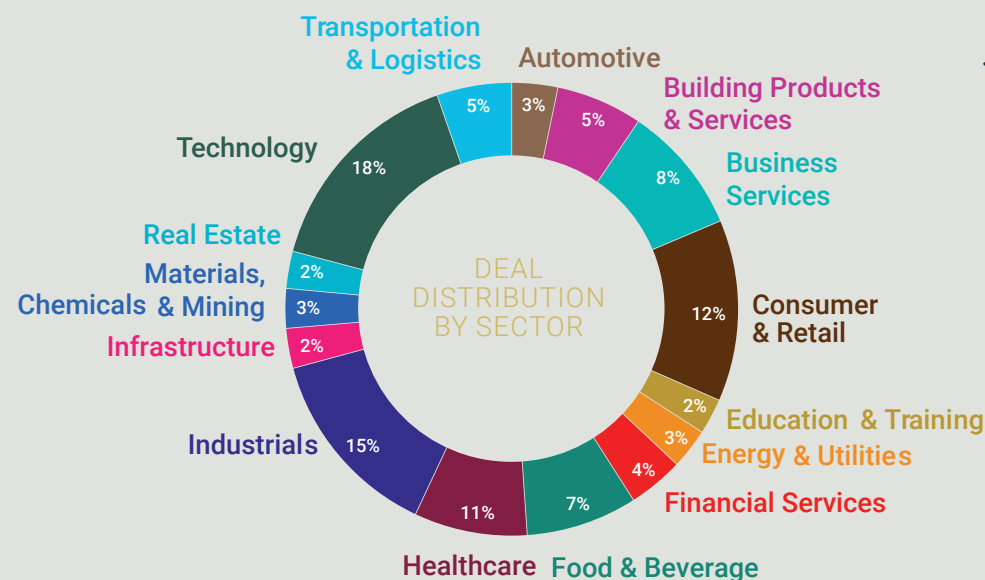 Transportation
& Logistics
5%
Automotive
3%
Building Products
& Services
5%
Business
Services
8%
Consumer
& Retail
12%
Education & Training
2%
Energy & Utilities
3%
Financial Services
4%
Food & Beverage
7%
Healthcare
11%
Industrials
15%
Infrastructure
2%
Materials,
Chemicals & Mining
3%
Real Estate
2%
Technology
18%
DEAL
DISTRIBUTION
BY SECTOR